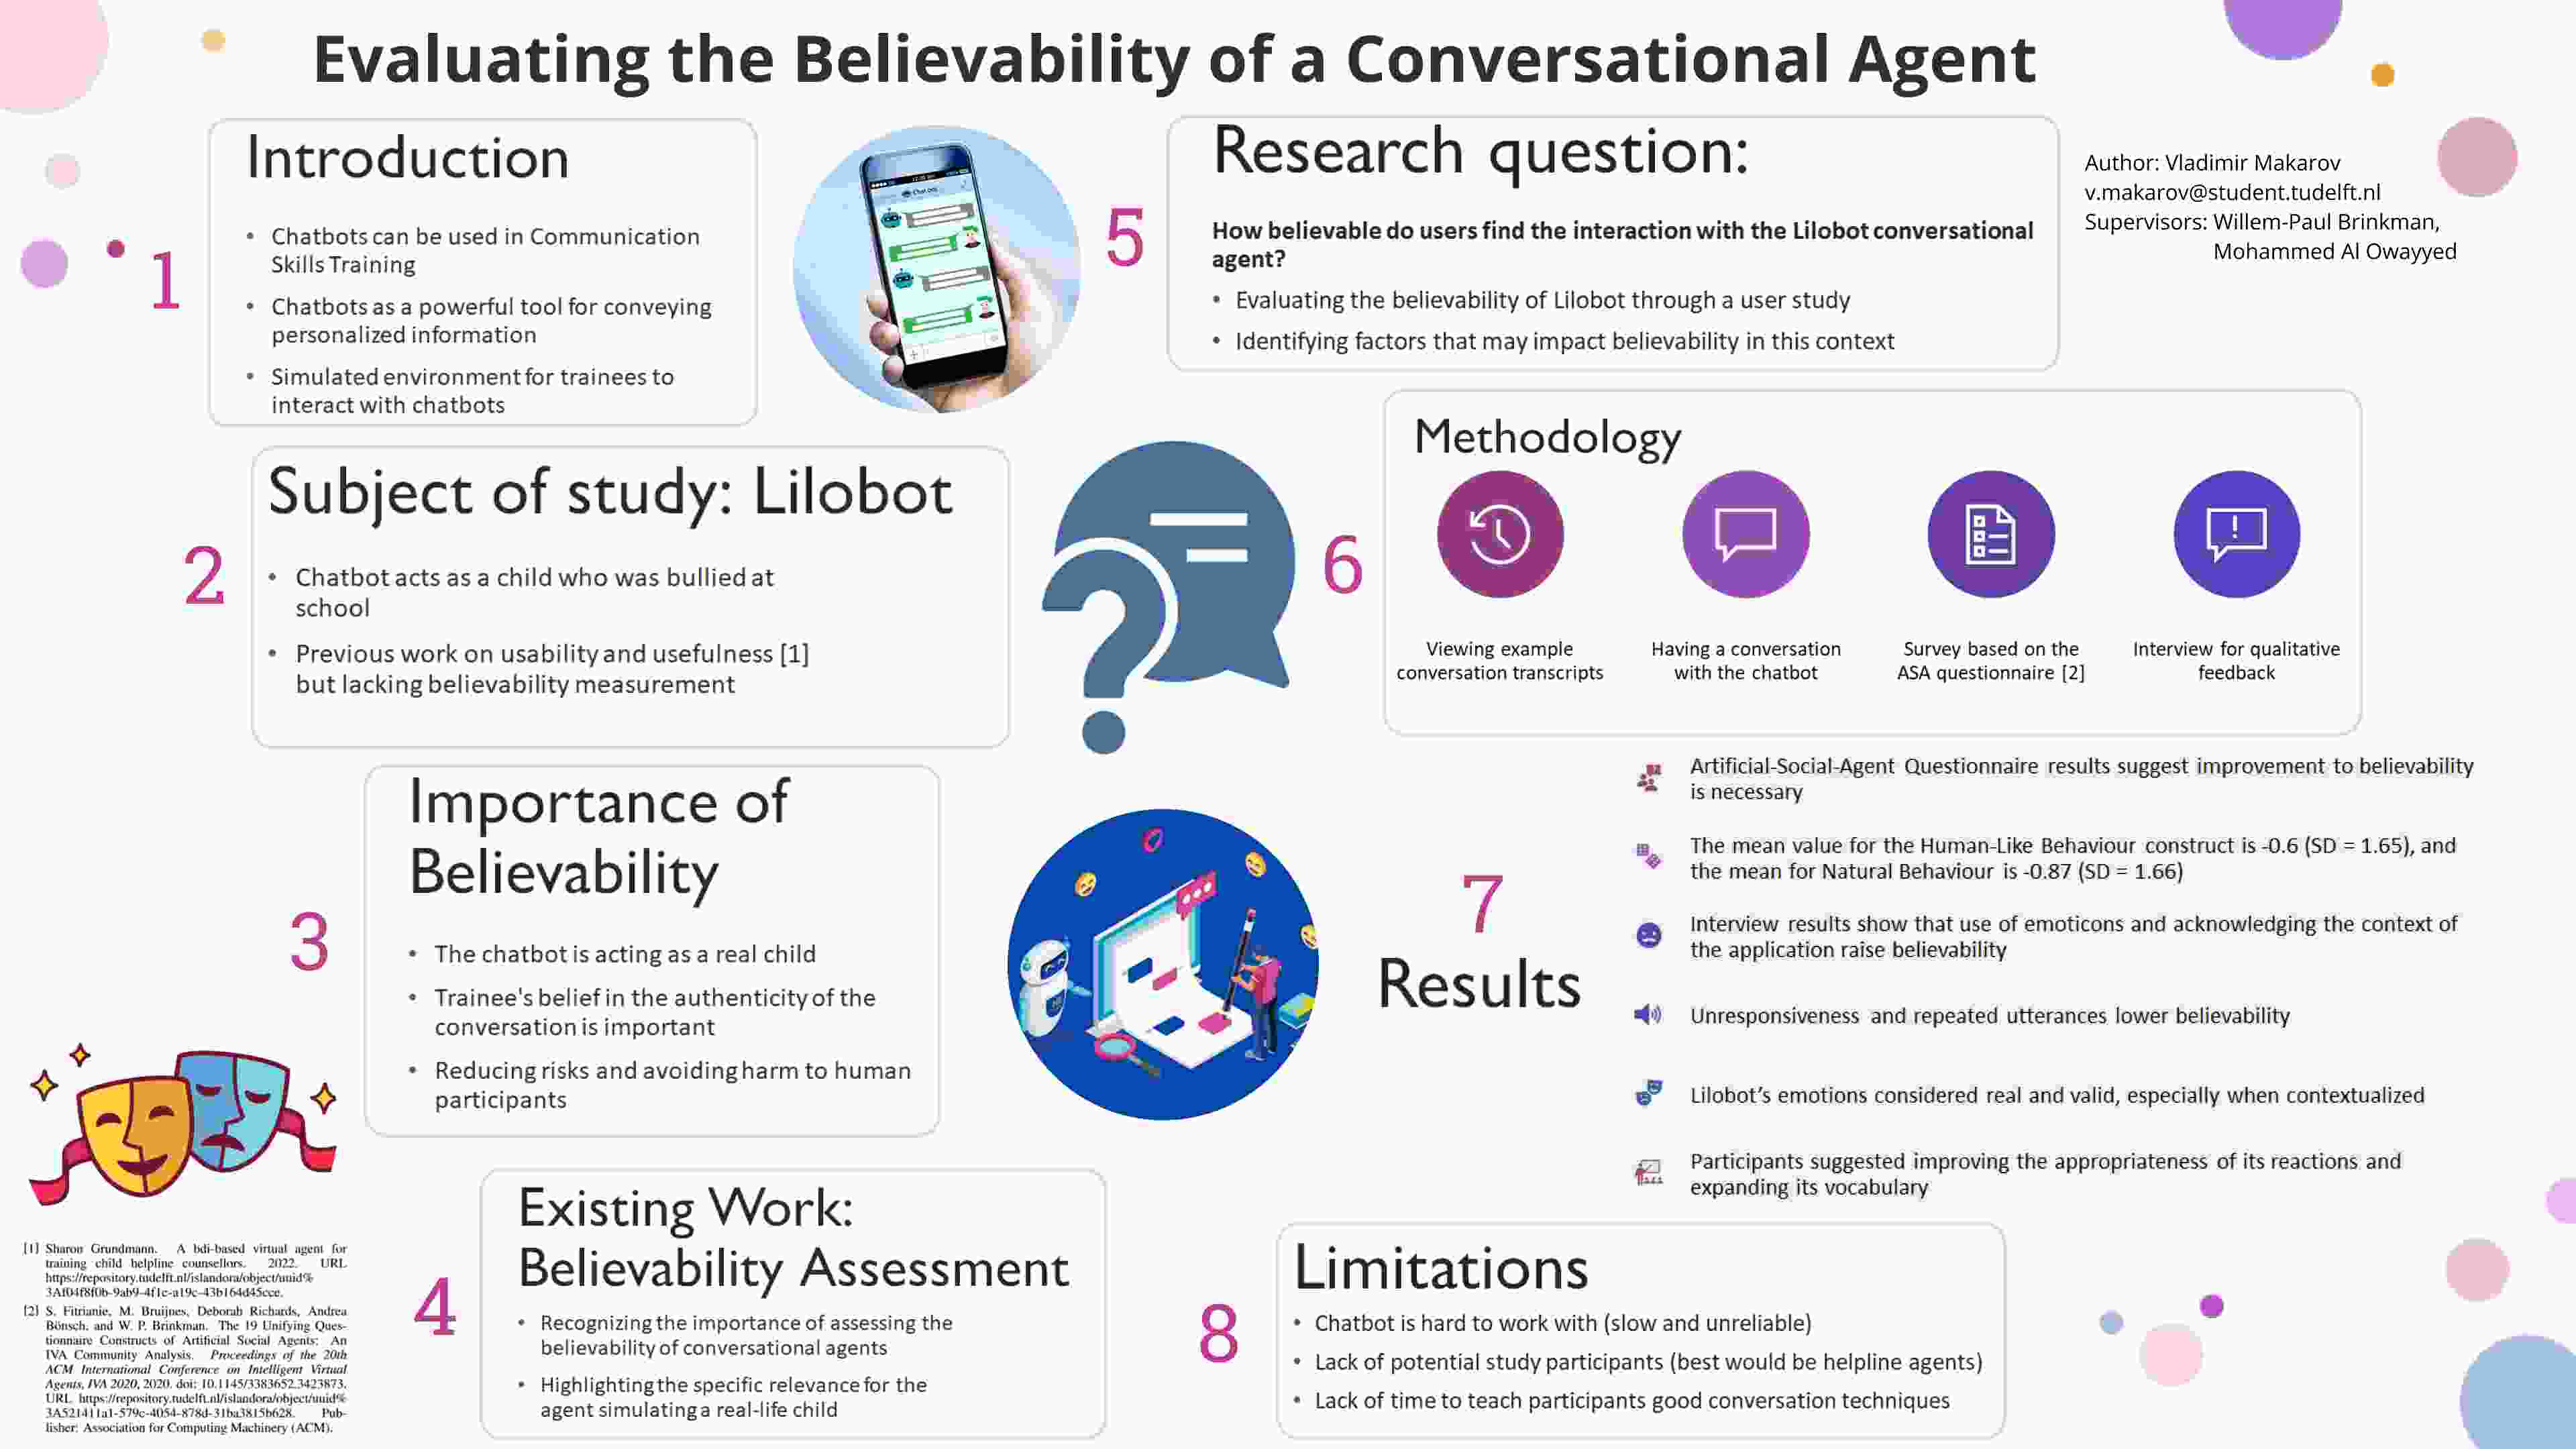 Evaluating the Believability of a Conversational Agent
1
Introduction
• Chatbots can be used in Communication
Skills Training
• Chatbots as a powerful tool for conveying
personalized information
• Simulated environment for trainees to
interact with chatbots
2
Subject of study: Lilobot
• Chatbot acts as a child who was bullied at
school
• Previous work on usability and usefulness [1]
but lacking believability measurement
3
Importance of
Believability
• The chatbot is acting as a real child
• Trainee's belief in the authenticity of the
conversation is important
• Reducing risks and avoiding harm to human
participants
4
Existing Work:
Believability Assessment
• Recognizing the importance of assessing the
believability of conversational agents
• Highlighting the specific relevance for the
agent simulating a real-life child
5
Research question:
How believable do users find the interaction with the Lilobot conversational
agent?
• Evaluating the believability of Lilobot through a user study
• Identifying factors that may impact believability in this context
Author: Vladimir Makarov
v.makarov@student.tudelft.nl
Supervisors: Willem-Paul Brinkman,
Mohammed Al Owayyed
6
Methodology
Viewing example
conversation transcripts
Having a conversation
with the chatbot
Survey based on the
ASA questionnaire [2]
Interview for qualitative
feedback
7
Results
Artificial-Social-Agent Questionnaire results suggest improvement to believability
is necessary
The mean value for the Human-Like Behaviour construct is -0.6 (SD = 1.65), and
the mean for Natural Behaviour is -0.87 (SD = 1.66)
Interview results show that use of emoticons and acknowledging the context of
the application raise believability
Unresponsiveness and repeated utterances lower believability
Lilobot’s emotions considered real and valid, especially when contextualized
Participants suggested improving the appropriateness of its reactions and
expanding its vocabulary
8
Limitations
• Chatbot is hard to work with (slow and unreliable)
• Lack of potential study participants (best would be helpline agents)
• Lack of time to teach participants good conversation techniques
[1] Sharon Grundmann. A bdi-based virtual agent for
training child helpline counsellors. 2022. URL
https://repository.tudelft.nl/islandora/object/uuid%
3Af04f8f0b-9ab9-4f1c-a19c-43b164d45cce.
[2] S. Fitrianie, M. Bruijnes, Deborah Richards, Andrea
Bönsch, and W. P. Brinkman. The 19 Unifying Ques-
tionnaire Constructs of Artificial Social Agents: An
IVA Community Analysis. Proceedings of the 20th
ACM International Conference on Intelligent Virtual
Agents, IVA 2020, 2020. doi: 10.1145/3383652.3423873.
URL https://repository.tudelft.nl/islandora/object/uuid%
3A521411a1-579c-4054-878d-31ba3815b628. Pub-
lisher: Association for Computing Machinery (ACM).